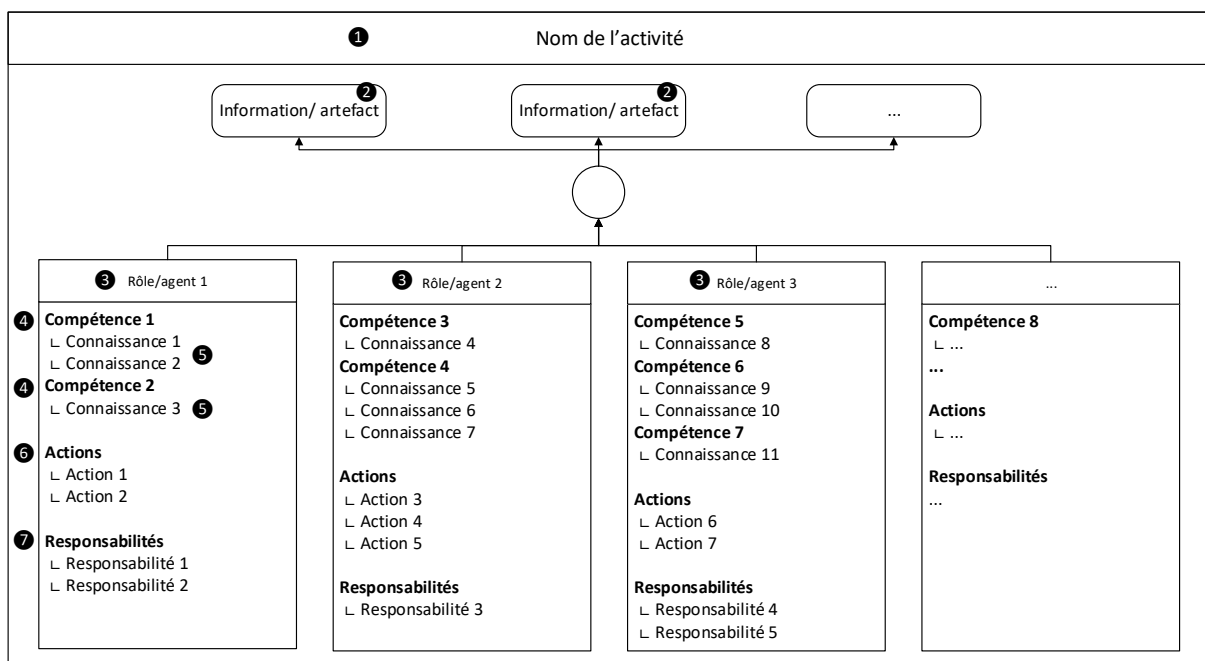 ❶ Nom de l'activité
Information/ artefact ❷
Information/ artefact ❷
...
❸ Rôle/agent 1
❹ Compétence 1
∟ Connaissance 1
∟ Connaissance 2 ❺
❹ Compétence 2
∟ Connaissance 3 ❺
❻ Actions
∟ Action 1
∟ Action 2
❼ Responsabilités
∟ Responsabilité 1
∟ Responsabilité 2
❸ Rôle/agent 2
Compétence 3
∟ Connaissance 4
Compétence 4
∟ Connaissance 5
∟ Connaissance 6
∟ Connaissance 7
Actions
∟ Action 3
∟ Action 4
∟ Action 5
Responsabilités
∟ Responsabilité 3
❸ Rôle/agent 3
Compétence 5
∟ Connaissance 8
Compétence 6
∟ Connaissance 9
∟ Connaissance 10
Compétence 7
∟ Connaissance 11
Actions
∟ Action 6
∟ Action 7
Responsabilités
∟ Responsabilité 4
∟ Responsabilité 5
...
Compétence 8
∟ ...
...
Actions
∟ ...
Responsabilités
...